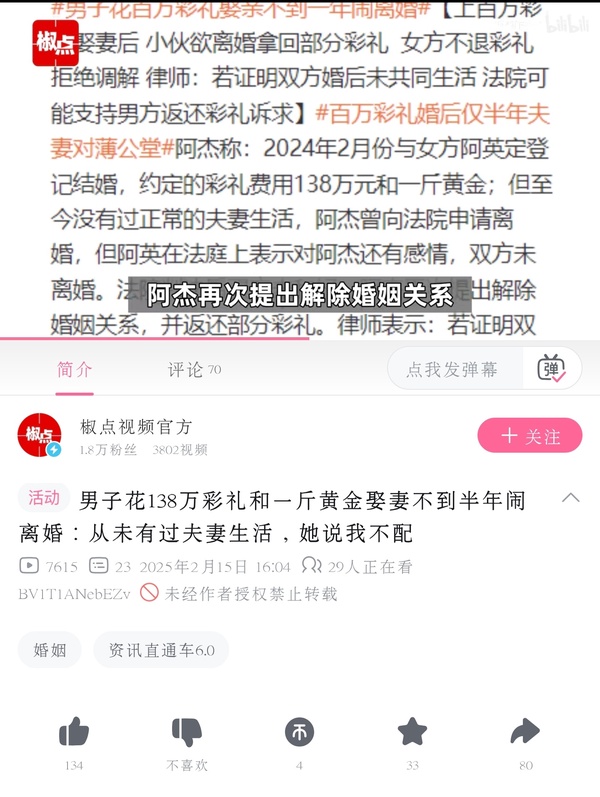 #男子花百万彩礼娶亲不到一年闹离婚#【上百万彩
椒点
娶妻后 小伙欲离婚拿回部分彩礼 女方不退彩礼
拒绝调解 律师：若证明双方婚后未共同生活 法院可
能支持男方返还彩礼诉求】#百万彩礼婚后仅半年夫
妻对薄公堂#阿杰称：2024年2月份与女方阿英定登
记结婚，约定的彩礼费用138万元和一斤黄金；但至
今没有过正常的夫妻生活，阿杰曾向法院申请离
婚，但阿英在法庭上表示对阿杰还有感情，双方未
离婚。法
出解除
阿杰再次提出解除婚姻关系
婚姻关系，并返还部分彩礼。律师表示：若证明双
简介
评论 70
点我发弹幕
弹
椒点
椒点视频官方
1.8万粉丝 3802视频
+ 关注
活动 男子花138万彩礼和一斤黄金娶妻不到半年闹
离婚：从未有过夫妻生活，她说我不配
7615 23 2025年2月15日 16:04 29人正在看
BV1T1ANebEZv 未经作者授权禁止转载
婚姻
资讯直通车6.0
134
不喜欢
4
33
80